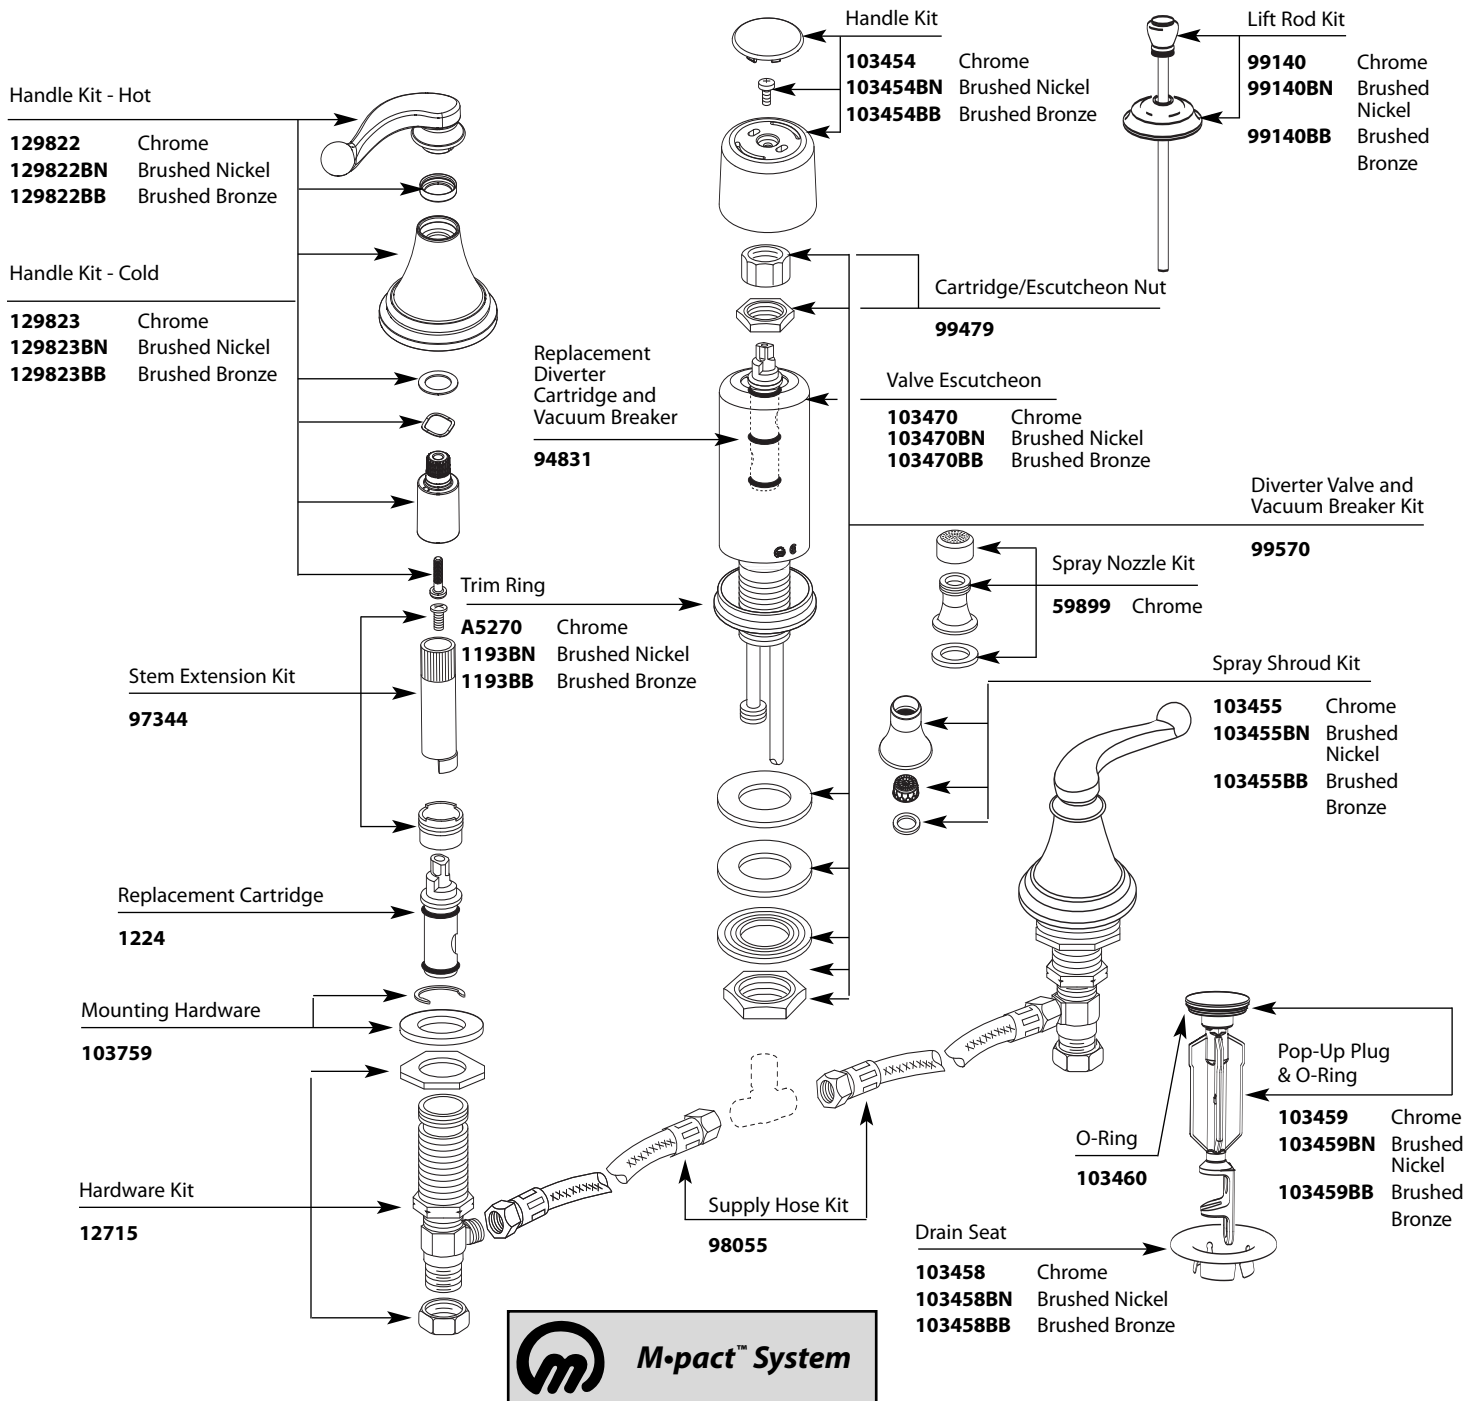 Handle Kit - Hot
129822 Chrome
129822BN Brushed Nickel
129822BB Brushed Bronze
Handle Kit - Cold
129823 Chrome
129823BN Brushed Nickel
129823BB Brushed Bronze
Stem Extension Kit
97344
Replacement Cartridge
1224
Mounting Hardware
103759
Hardware Kit
12715
Handle Kit
103454 Chrome
103454BN Brushed Nickel
103454BB Brushed Bronze
Lift Rod Kit
99140 Chrome
99140BN Brushed
Nickel
99140BB Brushed
Bronze
Cartridge/Escutcheon Nut
99479
Replacement
Diverter
Cartridge and
Vacuum Breaker
94831
Valve Escutcheon
103470 Chrome
103470BN Brushed Nickel
103470BB Brushed Bronze
Diverter Valve and
Vacuum Breaker Kit
99570
Trim Ring
A5270 Chrome
1193BN Brushed Nickel
1193BB Brushed Bronze
Spray Nozzle Kit
59899 Chrome
Spray Shroud Kit
103455 Chrome
103455BN Brushed
Nickel
103455BB Brushed
Bronze
Supply Hose Kit
98055
Pop-Up Plug
& O-Ring
103459 Chrome
103459BN Brushed
Nickel
103459BB Brushed
Bronze
O-Ring
103460
Drain Seat
103458 Chrome
103458BN Brushed Nickel
103458BB Brushed Bronze
M•pact™ System